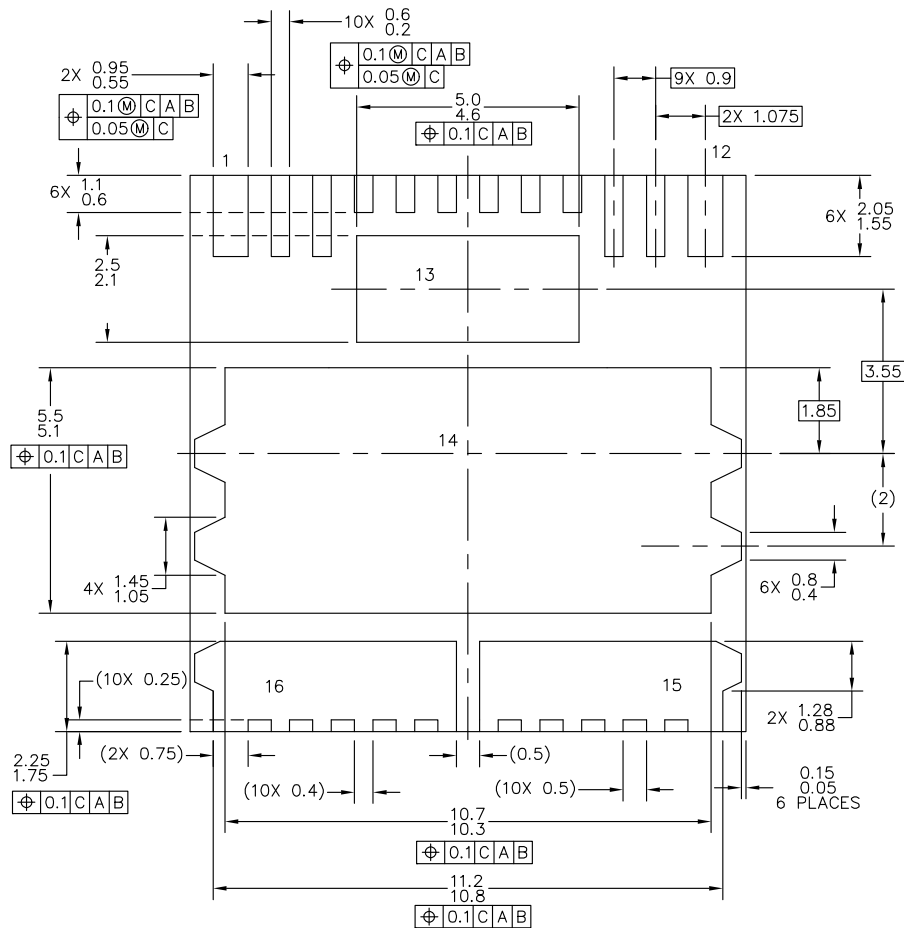 10X 0.6
0.2
⌖ 0.1 Ⓜ C A B
0.05 Ⓜ C
2X 0.95
0.55
⌖ 0.1 Ⓜ C A B
0.05 Ⓜ C
9X 0.9
5.0
4.6
⌖ 0.1 C A B
2X 1.075
1
12
6X 1.1
0.6
6X 2.05
1.55
2.5
2.1
13
3.55
1.85
5.5
5.1
⌖ 0.1 C A B
14
(2)
4X 1.45
1.05
6X 0.8
0.4
(10X 0.25)
16
15
2X 1.28
0.88
2.25
1.75
⌖ 0.1 C A B
(2X 0.75)
(0.5)
(10X 0.4)
(10X 0.5)
0.15
0.05
6 PLACES
10.7
10.3
⌖ 0.1 C A B
11.2
10.8
⌖ 0.1 C A B